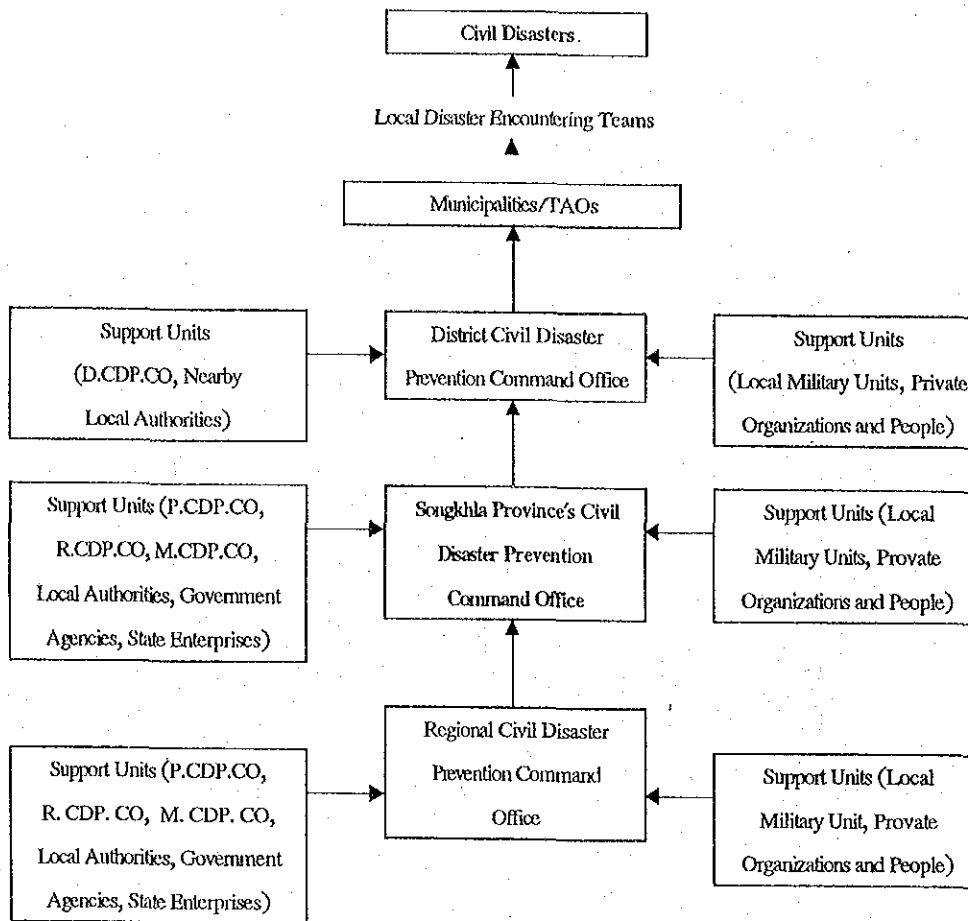 Civil Disasters.
Local Disaster Encountering Teams
Municipalities/TAOs
Support Units
(D.CDP.CO, Nearby
Local Authorities)
District Civil Disaster
Prevention Command Office
Support Units
(Local Military Units, Private
Organizations and People)
Support Units (P.CDP.CO,
R.CDP.CO, M.CDP.CO,
Local Authorities, Government
Agencies, State Enterprises)
Songkhla Province's Civil
Disaster Prevention
Command Office
Support Units (Local
Military Units, Provate
Organizations and People)
Support Units (P.CDP.CO,
R. CDP. CO, M. CDP. CO,
Local Authorities, Government
Agencies, State Enterprises)
Regional Civil Disaster
Prevention Command
Office
Support Units (Local
Military Unit, Provate
Organizations and People)